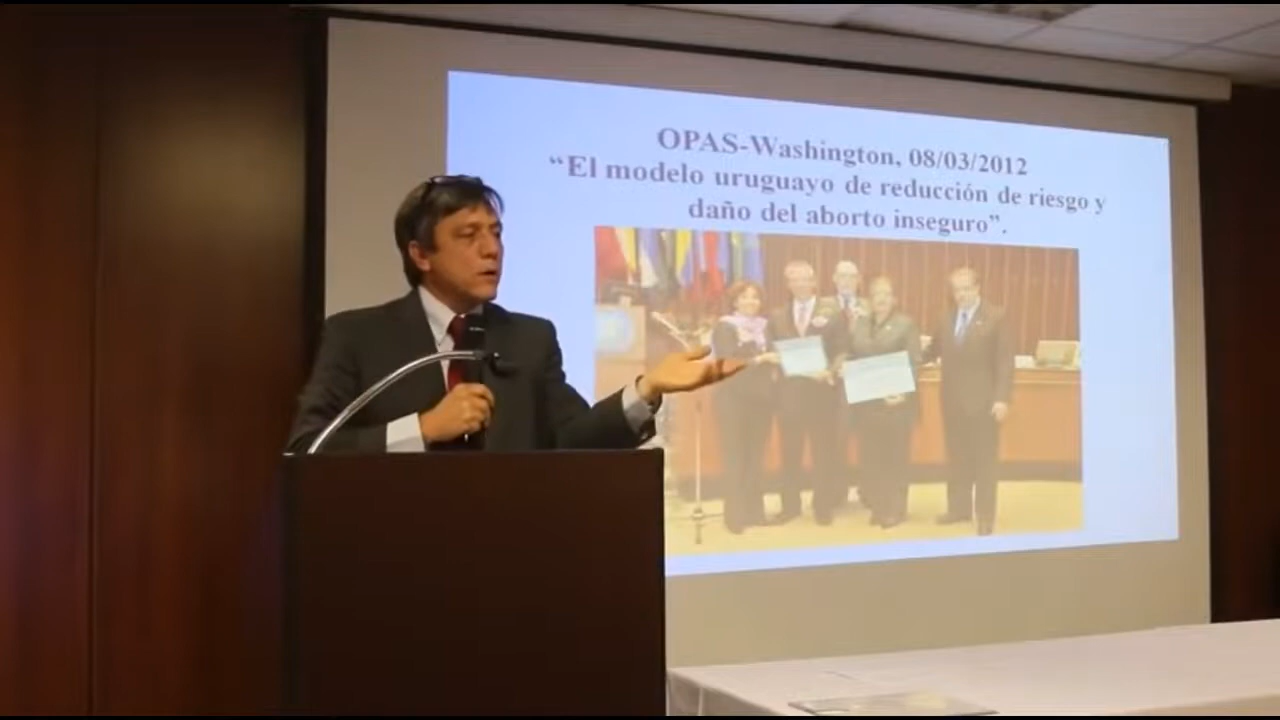 OPAS-Washington, 08/03/2012
“El modelo uruguayo de reducción de riesgo y
daño del aborto inseguro”.